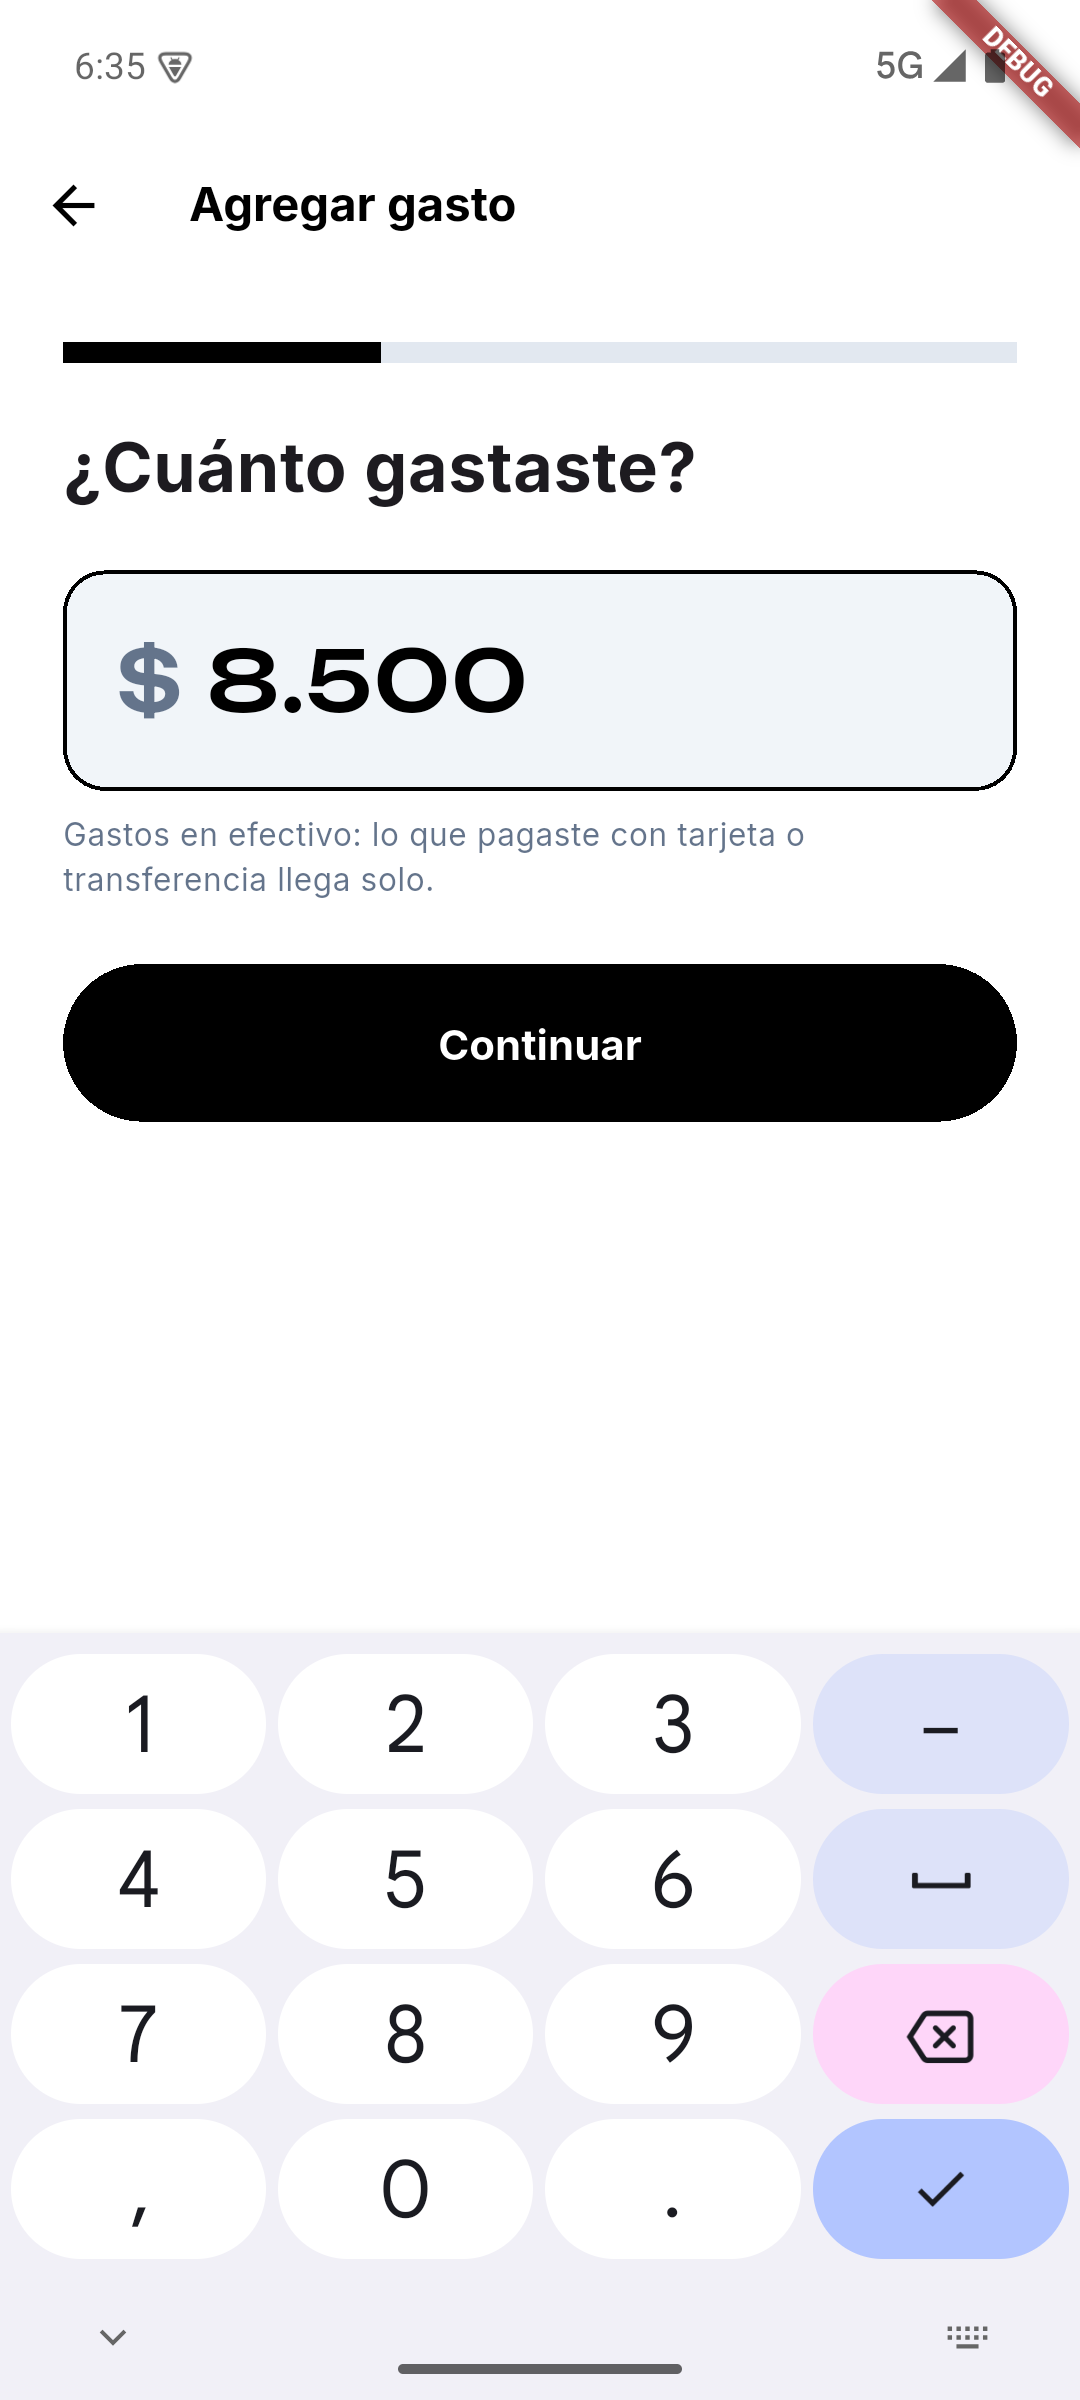 6:35
5G
DEBUG
Agregar gasto
¿Cuánto gastaste?
$ 8.500
Gastos en efectivo: lo que pagaste con tarjeta o
transferencia llega solo.
Continuar
1 2 3 –
4 5 6
7 8 9
, 0 .